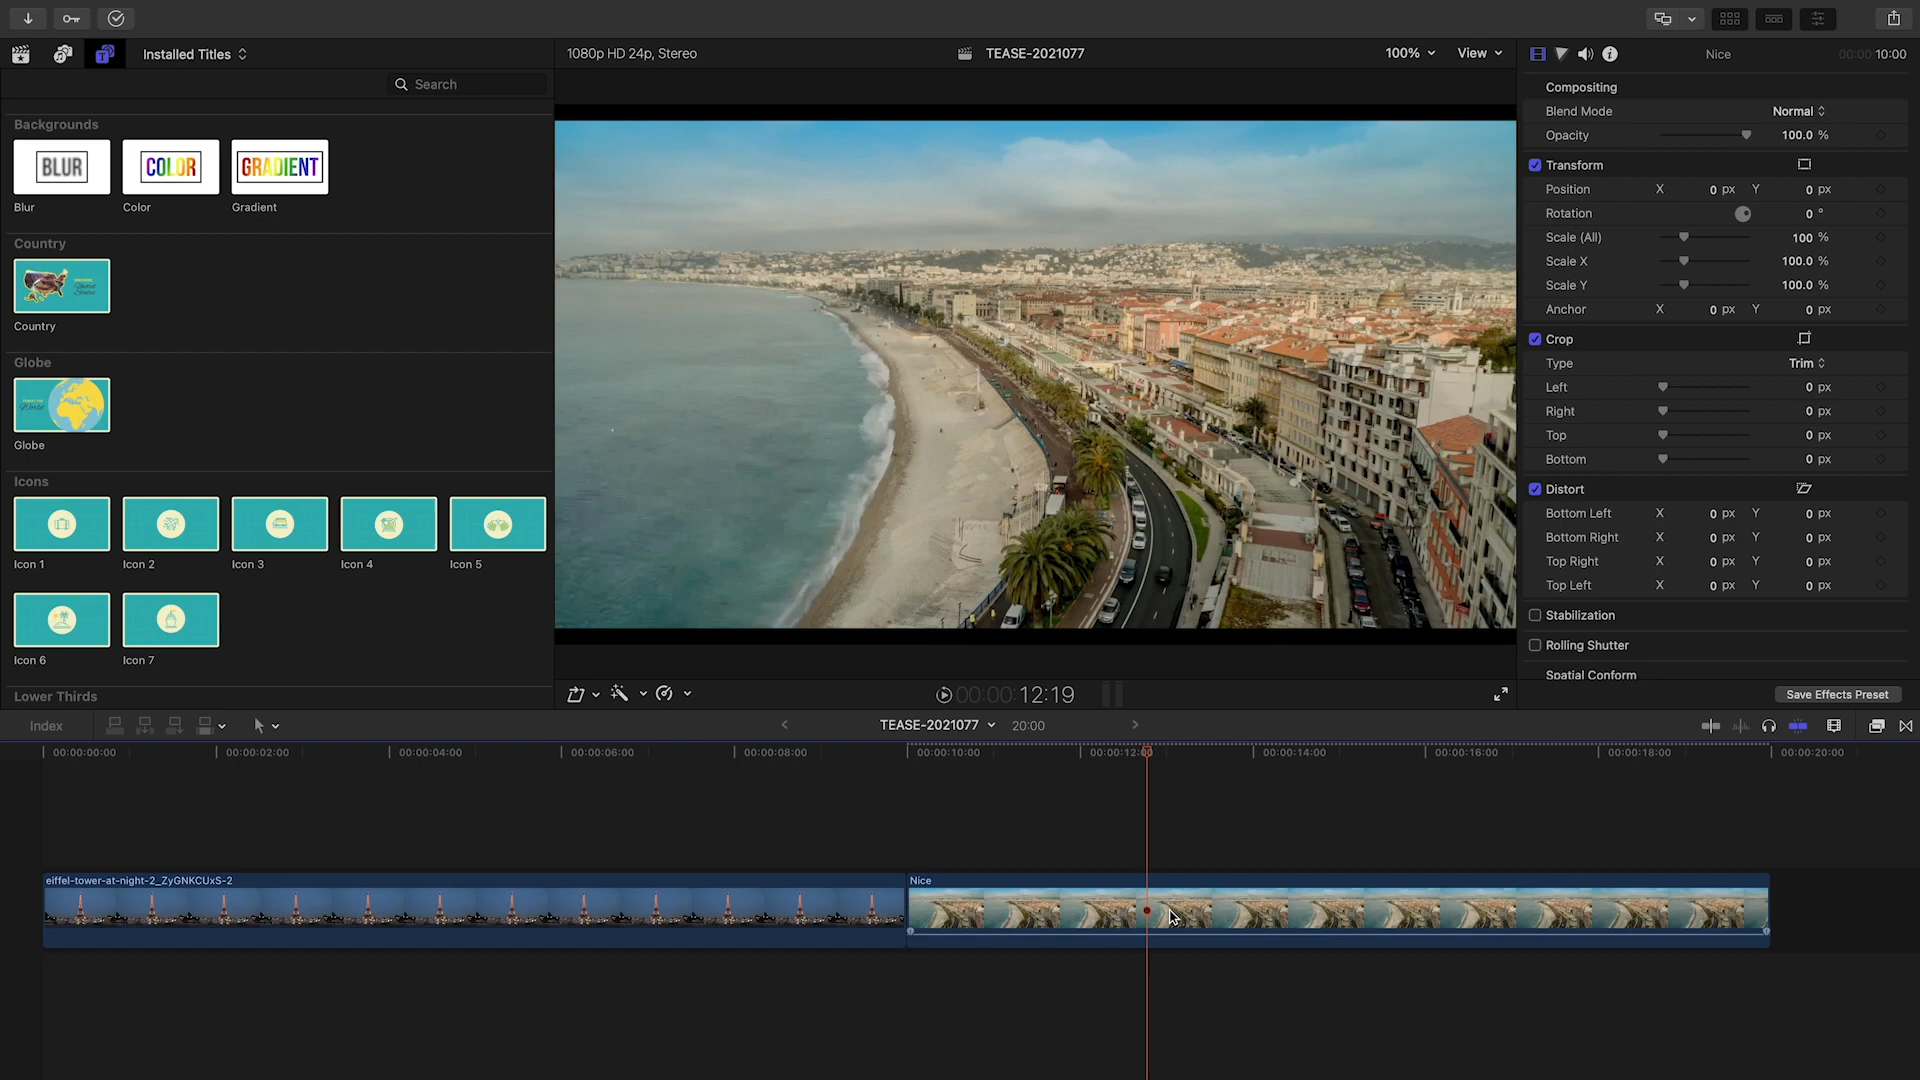 Installed Titles
Search
Backgrounds
BLUR
COLOR
GRADIENT
Blur
Color
Gradient
Country
Country
Globe
World
Globe
Icons
Icon 1
Icon 2
Icon 3
Icon 4
Icon 5
Icon 6
Icon 7
Lower Thirds
1080p HD 24p, Stereo
TEASE-2021077
100%
View
00:00:12:19
Nice
00:00:10:00
Compositing
Blend Mode Normal
Opacity 100.0 %
Transform
Position X 0 px Y 0 px
Rotation 0 °
Scale (All) 100 %
Scale X 100.0 %
Scale Y 100.0 %
Anchor X 0 px Y 0 px
Crop
Type Trim
Left 0 px
Right 0 px
Top 0 px
Bottom 0 px
Distort
Bottom Left X 0 px Y 0 px
Bottom Right X 0 px Y 0 px
Top Right X 0 px Y 0 px
Top Left X 0 px Y 0 px
Stabilization
Rolling Shutter
Spatial Conform
Save Effects Preset
Index
TEASE-2021077
20:00
00:00:00:00 00:00:02:00 00:00:04:00 00:00:06:00 00:00:08:00 00:00:10:00 00:00:12:00 00:00:14:00 00:00:16:00 00:00:18:00 00:00:20:00
eiffel-tower-at-night-2_ZyGNKCUxS-2
Nice